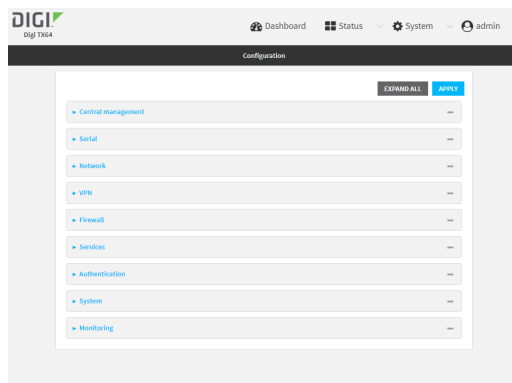 DIGI
Digi TX64
Dashboard
Status
System
admin
Configuration
EXPAND ALL
APPLY
Central management
Serial
Network
VPN
Firewall
Services
Authentication
System
Monitoring